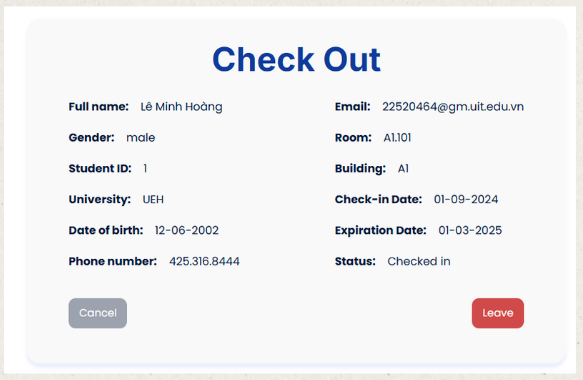 Check Out
Full name: Lê Minh Hoàng Email: 22520464@gm.uit.edu.vn
Gender: male Room: A1.101
Student ID: 1 Building: A1
University: UEH Check-in Date: 01-09-2024
Date of birth: 12-06-2002 Expiration Date: 01-03-2025
Phone number: 425.316.8444 Status: Checked in
Cancel Leave